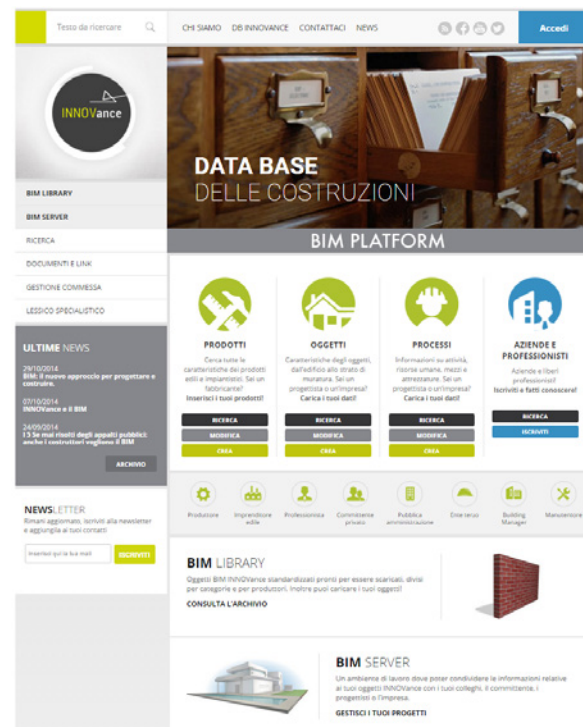 Testo da ricercare
CHI SIAMO DB INNOVANCE CONTATTACI NEWS
Accedi
INNOVance
DATA BASE
DELLE COSTRUZIONI
BIM PLATFORM
BIM LIBRARY
BIM SERVER
RICERCA
DOCUMENTI E LINK
GESTIONE COMMESSA
LESSICO SPECIALISTICO
ULTIME NEWS
29/10/2014
BIM: il nuovo approccio per progettare e
costruire.
07/10/2014
INNOVance e il BIM
24/09/2014
I 5 Se mai risolti degli appalti pubblici:
anche i costruttori vogliono il BIM
ARCHIVIO
NEWSLETTER
Rimani aggiornato, iscriviti alla newsletter
e aggiungila ai tuoi contatti
Inserisci qui la tua mail
ISCRIVITI
PRODOTTI
Cerca tutte le
caratteristiche dei prodotti
edili e impiantistici. Sei un
fabbricante?
Inserisci i tuoi prodotti!
RICERCA
MODIFICA
CREA
OGGETTI
Caratteristiche degli oggetti,
dall'edificio allo strato di
muratura. Sei un
progettista o un'impresa?
Carica i tuoi dati!
RICERCA
MODIFICA
CREA
PROCESSI
Informazioni su attività,
risorse umane, mezzi e
attrezzature. Sei un
progettista o un'impresa?
Carica i tuoi dati!
RICERCA
MODIFICA
CREA
AZIENDE E
PROFESSIONISTI
Aziende e liberi
professionisti!
Iscriviti e fatti conoscere!
RICERCA
ISCRIVITI
Produttore
Imprenditore
edile
Professionista
Committente
privato
Pubblica
amministrazione
Ente terzo
Building
Manager
Manutentore
BIM LIBRARY
Oggetti BIM INNOVance standardizzati pronti per essere scaricati, divisi
per categorie e per produttori. Inoltre puoi caricare i tuoi oggetti!
CONSULTA L'ARCHIVIO
BIM SERVER
Un ambiente di lavoro dove poter condividere le informazioni relative
ai tuoi oggetti INNOVance con i tuoi colleghi, il committente, i
progettisti o l'impresa.
GESTISCI I TUOI PROGETTI